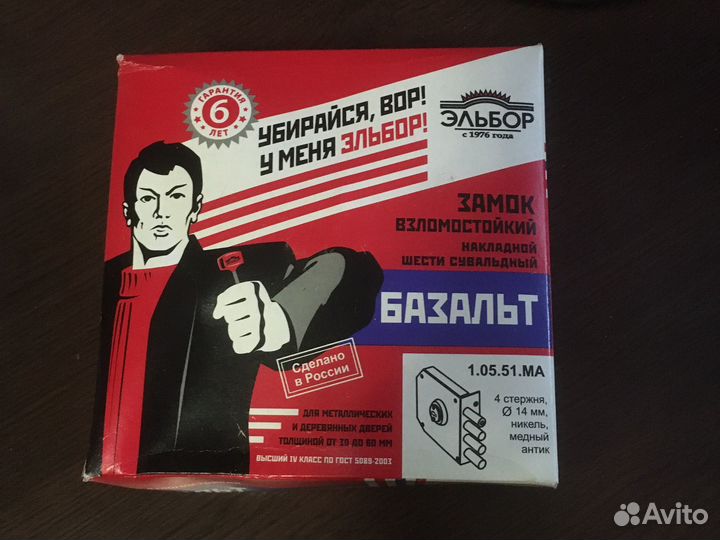 ГАРАНТИЯ
6
ЛЕТ
УБИРАЙСЯ, ВОР!
У МЕНЯ ЭЛЬБОР!
ЭЛЬБОР
с 1976 года
ЗАМОК
ВЗЛОМОСТОЙКИЙ
НАКЛАДНОЙ
ШЕСТИ СУВАЛЬДНЫЙ
БАЗАЛЬТ
Сделано
в России
1.05.51.МА
4 стержня,
Ø 14 мм,
никель,
медный
антик
ДЛЯ МЕТАЛЛИЧЕСКИХ
И ДЕРЕВЯННЫХ ДВЕРЕЙ
ТОЛЩИНОЙ ОТ 30 ДО 60 ММ
ВЫСШИЙ IV КЛАСС ПО ГОСТ 5089-2003
Avito